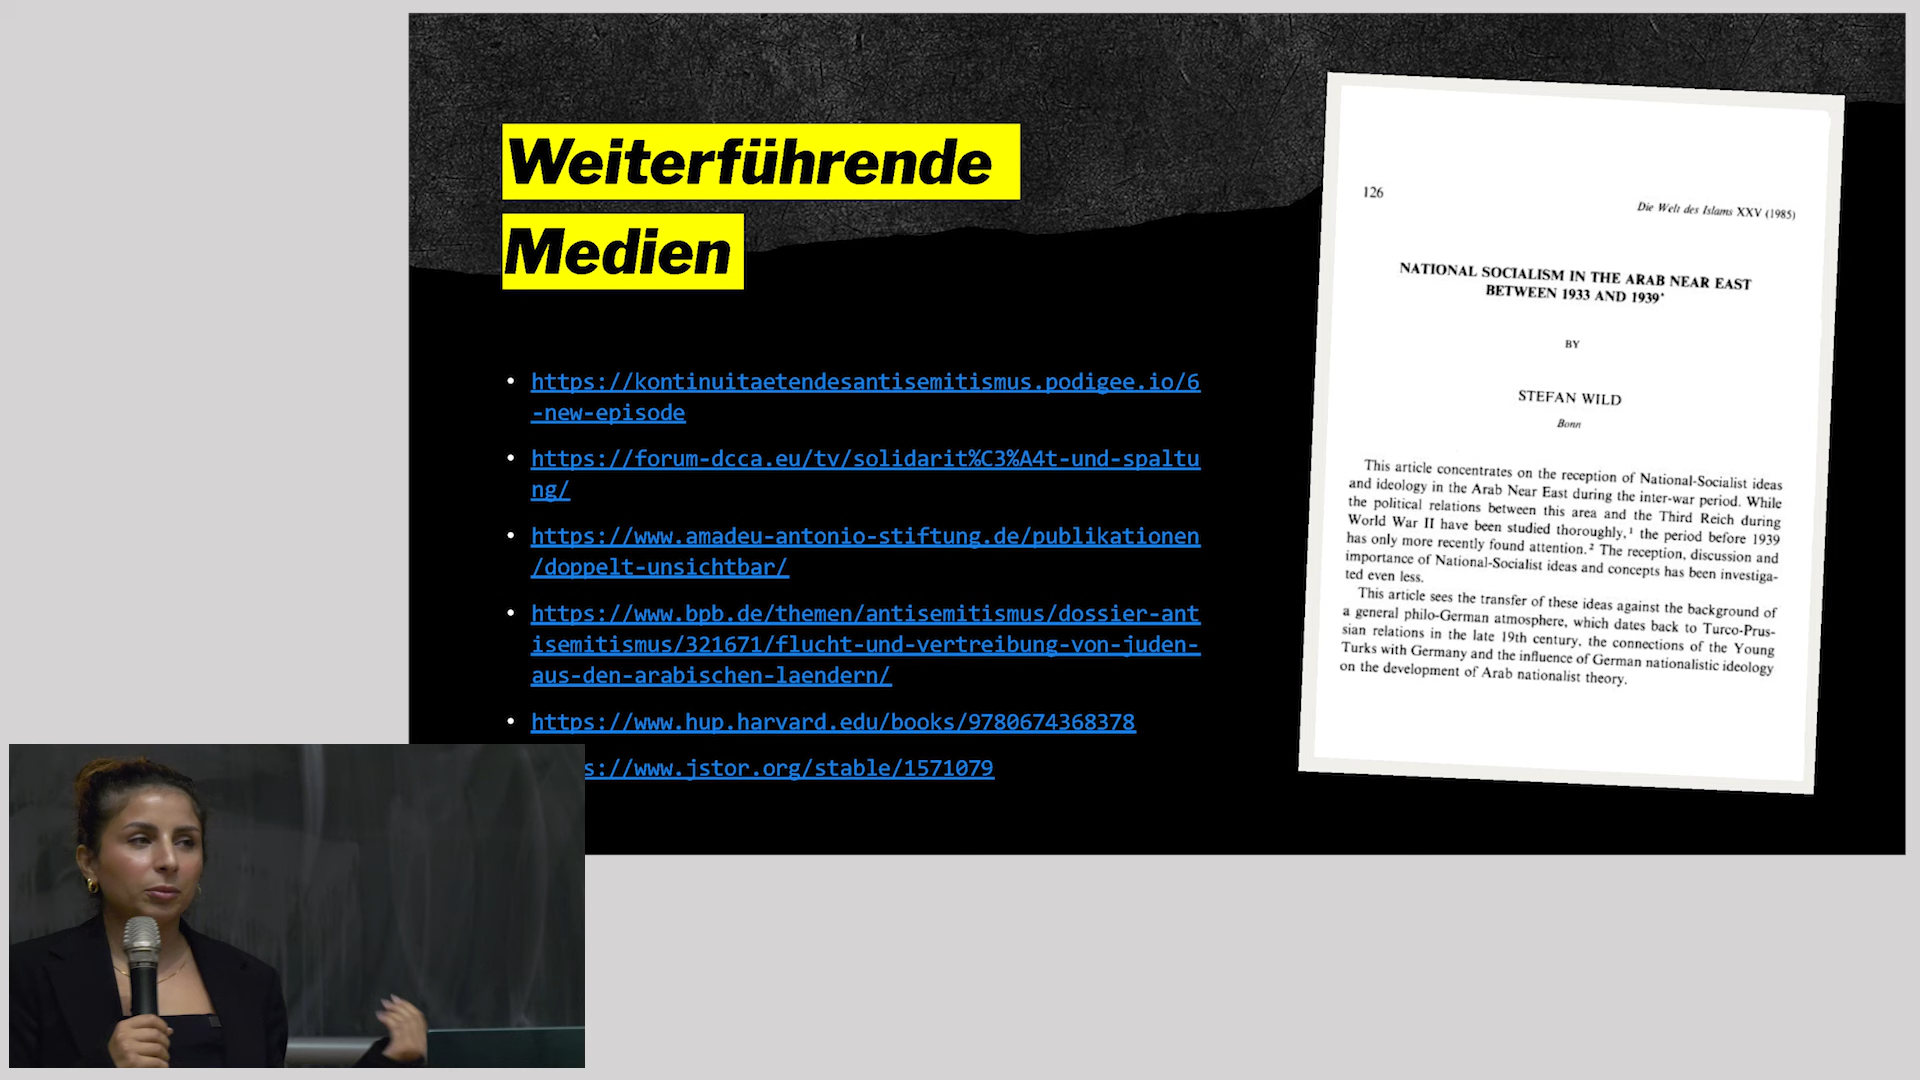 Weiterführende
Medien
• https://kontinuitaetendesantisemitismus.podigee.io/6
-new-episode
• https://forum-dcca.eu/tv/solidarit%C3%A4t-und-spaltu
ng/
• https://www.amadeu-antonio-stiftung.de/publikationen
/doppelt-unsichtbar/
• https://www.bpb.de/themen/antisemitismus/dossier-ant
isemitismus/321671/flucht-und-vertreibung-von-juden-
aus-den-arabischen-laendern/
• https://www.hup.harvard.edu/books/9780674368378
s://www.jstor.org/stable/1571079
126
Die Welt des Islams XXV (1985)
NATIONAL SOCIALISM IN THE ARAB NEAR EAST
BETWEEN 1933 AND 1939*
BY
STEFAN WILD
Bonn
This article concentrates on the reception of National-Socialist ideas
and ideology in the Arab Near East during the inter-war period. While
the political relations between this area and the Third Reich during
World War II have been studied thoroughly,¹ the period before 1939
has only more recently found attention.² The reception, discussion and
importance of National-Socialist ideas and concepts has been investiga-
ted even less.
This article sees the transfer of these ideas against the background of
a general philo-German atmosphere, which dates back to Turco-Prus-
sian relations in the late 19th century, the connections of the Young
Turks with Germany and the influence of German nationalistic ideology
on the development of Arab nationalist theory.